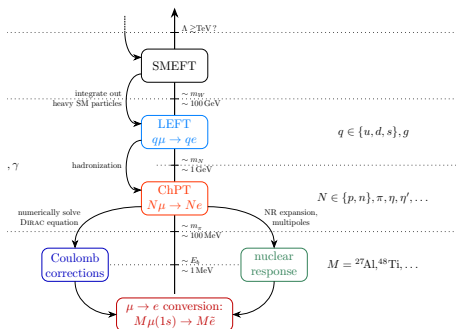 Λ ≳TeV ?
SMEFT
integrate out
heavy SM particles
~ m_W
~ 100 GeV
LEFT
qμ → qe
q ∈ {u, d, s}, g
, γ
hadronization
~ m_N
~ 1 GeV
ChPT
Nμ → Ne
N ∈ {p, n}, π, η, η′, . . .
numerically solve
DIRAC equation
NR expansion,
multipoles
~ m_π
~ 100 MeV
Coulomb
corrections
~ E_b
~ 1 MeV
nuclear
response
M = ²⁷Al,⁴⁸Ti, . . .
μ → e conversion:
Mμ(1s) → Mẽ